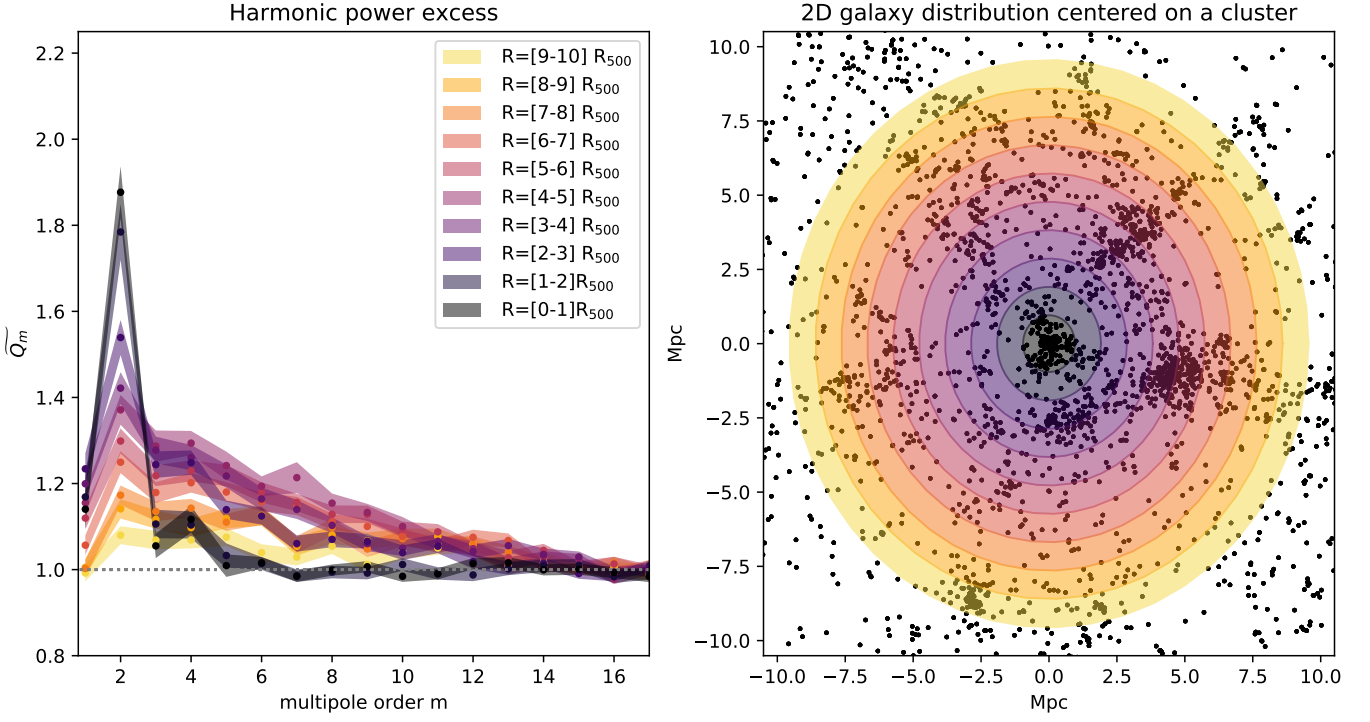 Harmonic power excess
2.2
2.0
1.8
1.6
1.4
1.2
1.0
0.8
Q̃ₘ
2 4 6 8 10 12 14 16
multipole order m
R=[9-10] R₅₀₀
R=[8-9] R₅₀₀
R=[7-8] R₅₀₀
R=[6-7] R₅₀₀
R=[5-6] R₅₀₀
R=[4-5] R₅₀₀
R=[3-4] R₅₀₀
R=[2-3] R₅₀₀
R=[1-2]R₅₀₀
R=[0-1]R₅₀₀
2D galaxy distribution centered on a cluster
10.0
7.5
5.0
2.5
0.0
−2.5
−5.0
−7.5
−10.0
Mpc
−10.0 −7.5 −5.0 −2.5 0.0 2.5 5.0 7.5 10.0
Mpc